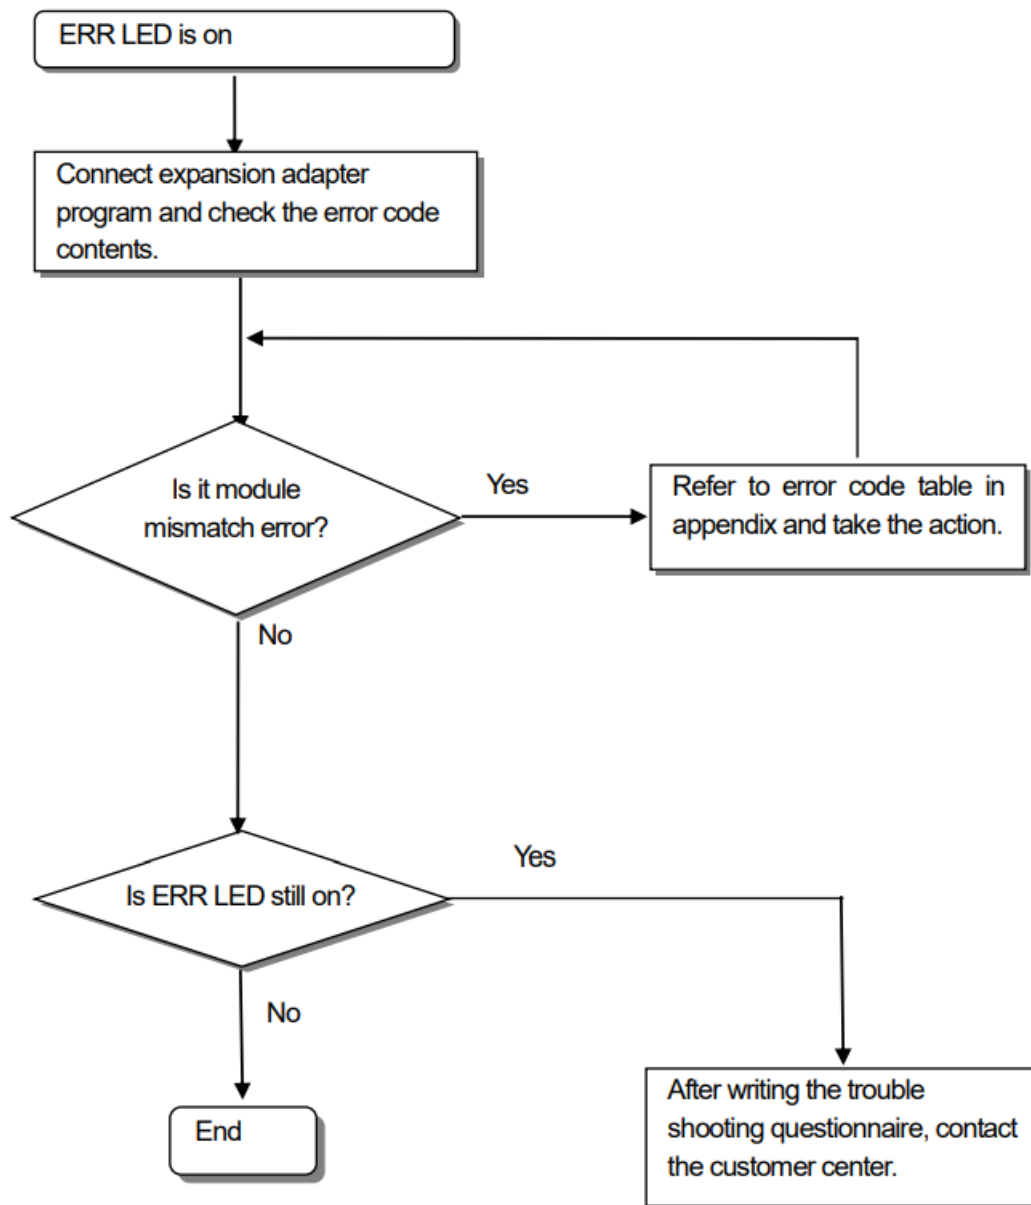 ERR LED is on
Connect expansion adapter
program and check the error code
contents.
Is it module
mismatch error?
Yes
Refer to error code table in
appendix and take the action.
No
Is ERR LED still on?
Yes
No
End
After writing the trouble
shooting questionnaire, contact
the customer center.